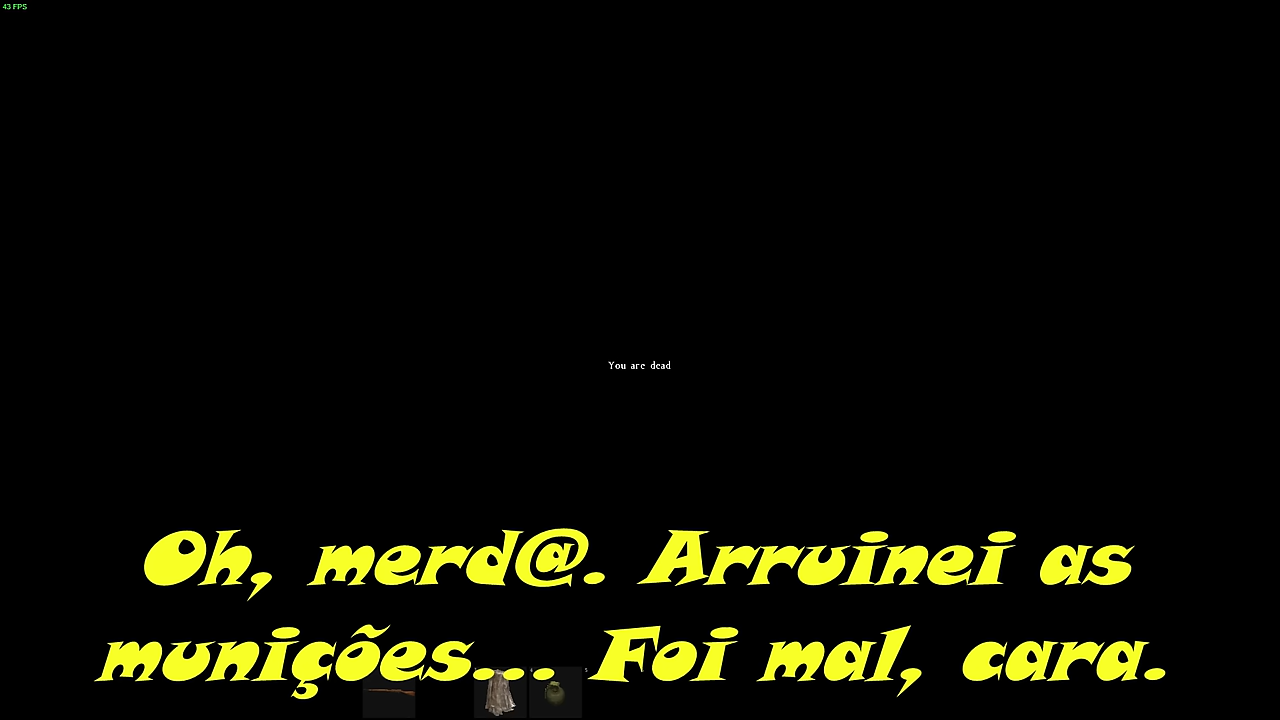 43 FPS
You are dead
Oh, merd@. Arruinei as
munições... Foi mal, cara.